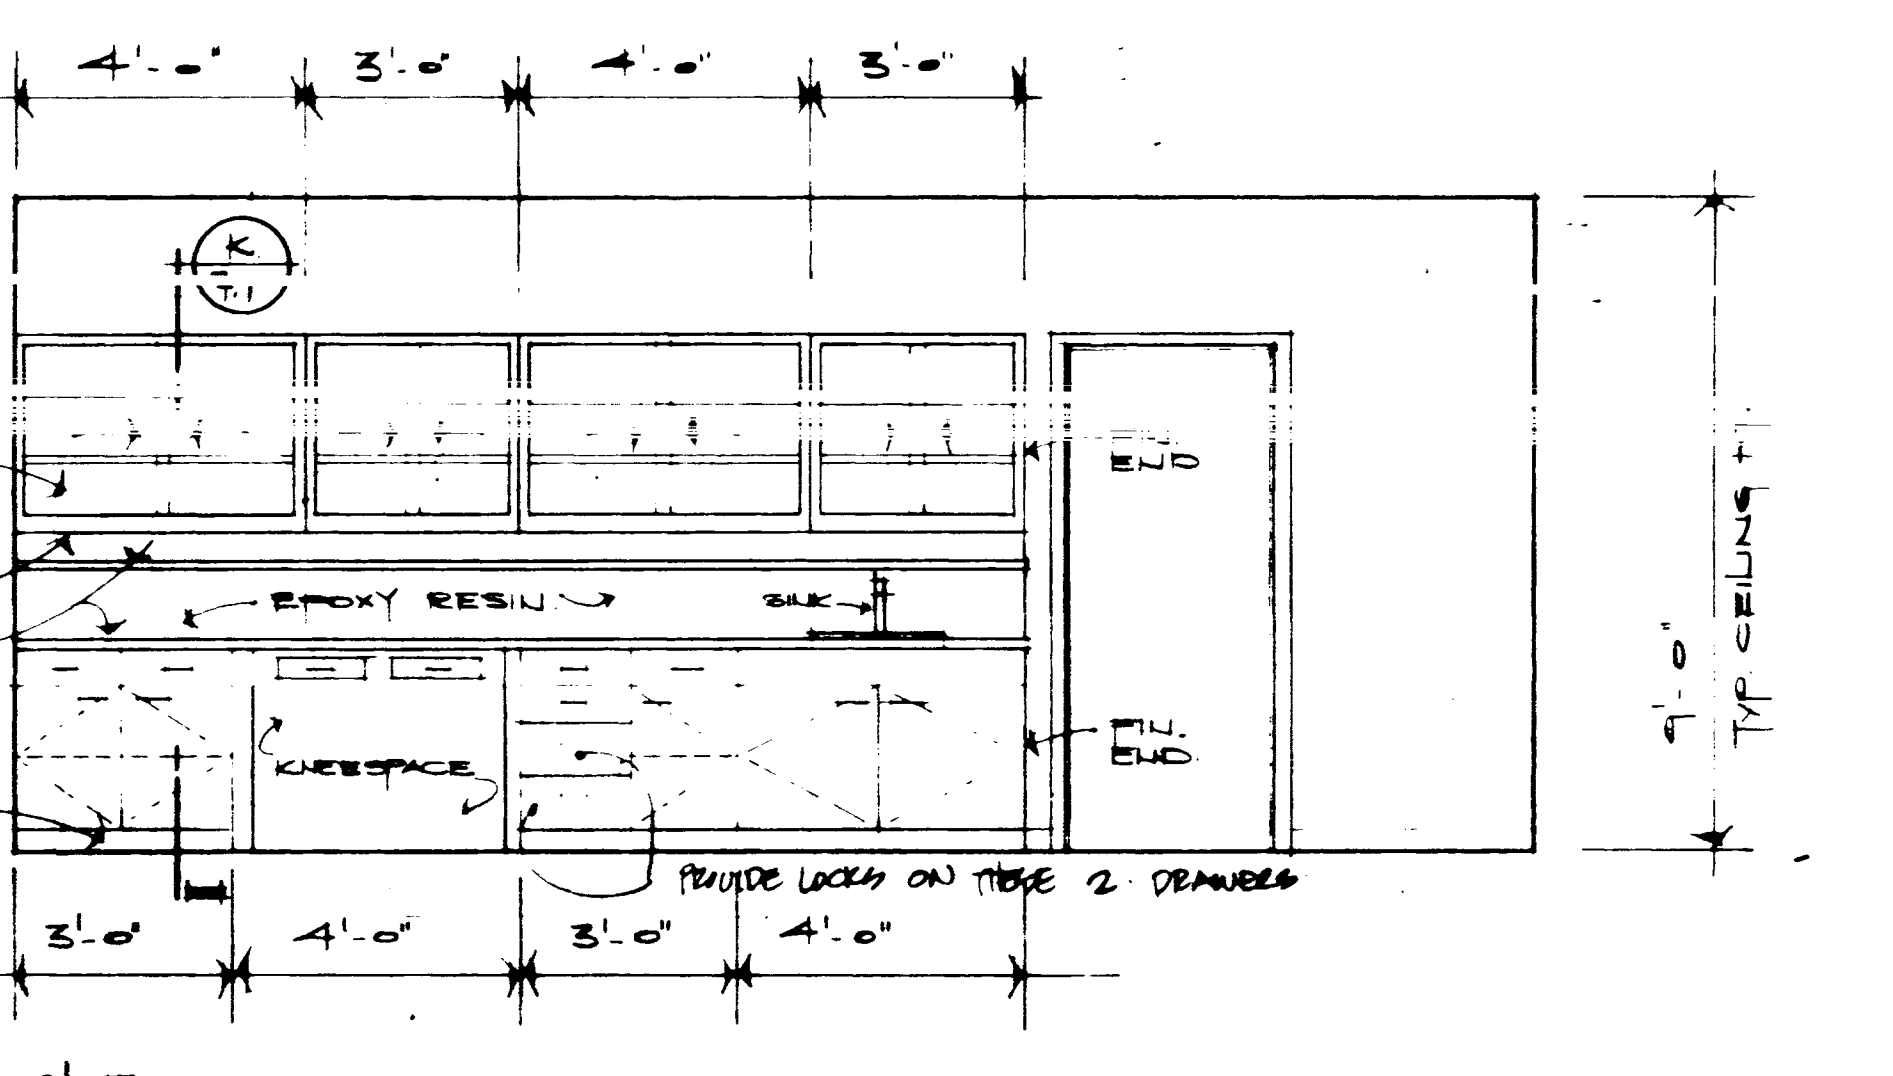 4'-0" 3'-0" 4'-0" 3'-0"
K
T.1
END
EPOXY RESIN
SINK
KNEESPACE
FIN.
END
PROVIDE LOCKS ON THESE 2 DRAWERS
3'-0" 4'-0" 3'-0" 4'-0"
9'-0"
TYP. CEILING HT.